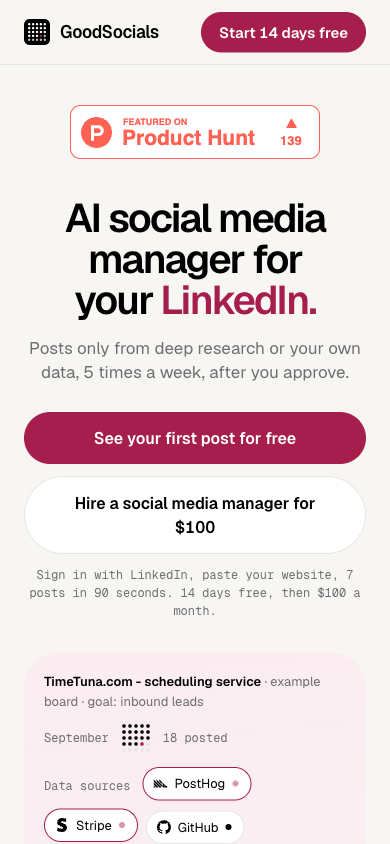 GoodSocials
Start 14 days free
FEATURED ON
Product Hunt
139
AI social media
manager for
your LinkedIn.
Posts only from deep research or your own
data, 5 times a week, after you approve.
See your first post for free
Hire a social media manager for
$100
Sign in with LinkedIn, paste your website, 7
posts in 90 seconds. 14 days free, then $100 a
month.
TimeTuna.com - scheduling service · example
board · goal: inbound leads
September 18 posted
Data sources PostHog
Stripe GitHub